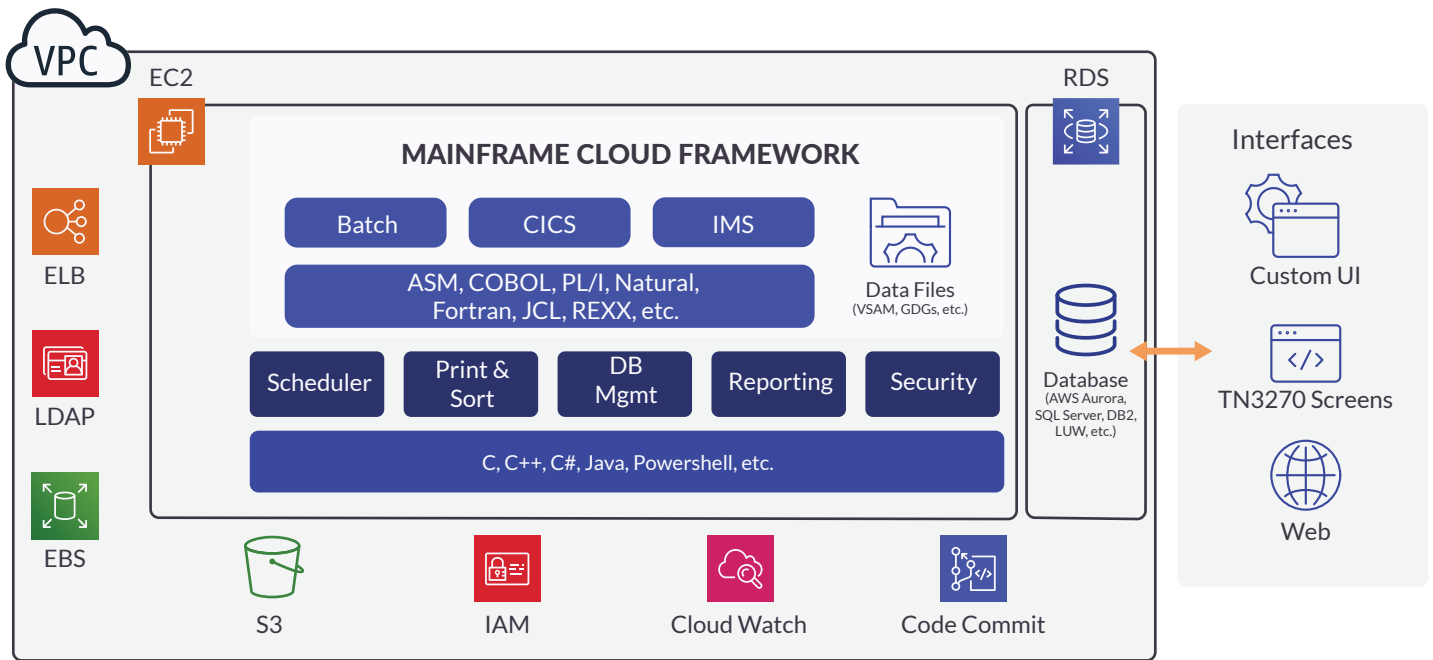 VPC
EC2
RDS
MAINFRAME CLOUD FRAMEWORK
Batch
CICS
IMS
ASM, COBOL, PL/I, Natural,
Fortran, JCL, REXX, etc.
Data Files
(VSAM, GDGs, etc.)
Scheduler
Print &
Sort
DB
Mgmt
Reporting
Security
C, C++, C#, Java, Powershell, etc.
Database
(AWS Aurora,
SQL Server, DB2,
LUW, etc.)
ELB
LDAP
EBS
S3
IAM
Cloud Watch
Code Commit
Interfaces
Custom UI
TN3270 Screens
Web